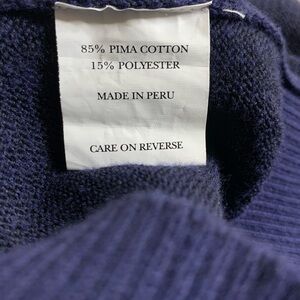 85% PIMA COTTON
15% POLYESTER
MADE IN PERU
CARE ON REVERSE